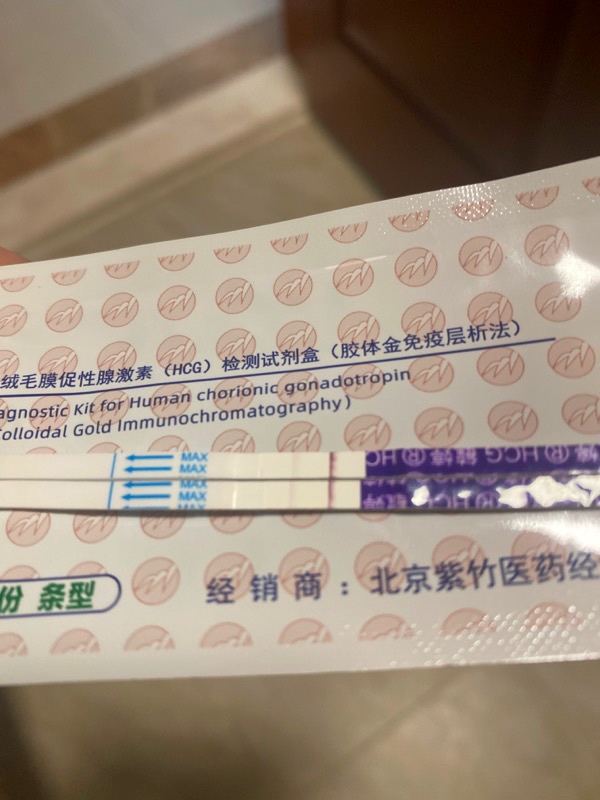 绒毛膜促性腺激素（HCG）检测试剂盒（胶体金免疫层析法）
agnostic Kit for Human chorionic gonadotropin
Colloidal Gold Immunochromatography)
MAX
MAX
MAX
MAX
MAX
HCG
份 条型
经销商：北京紫竹医药经